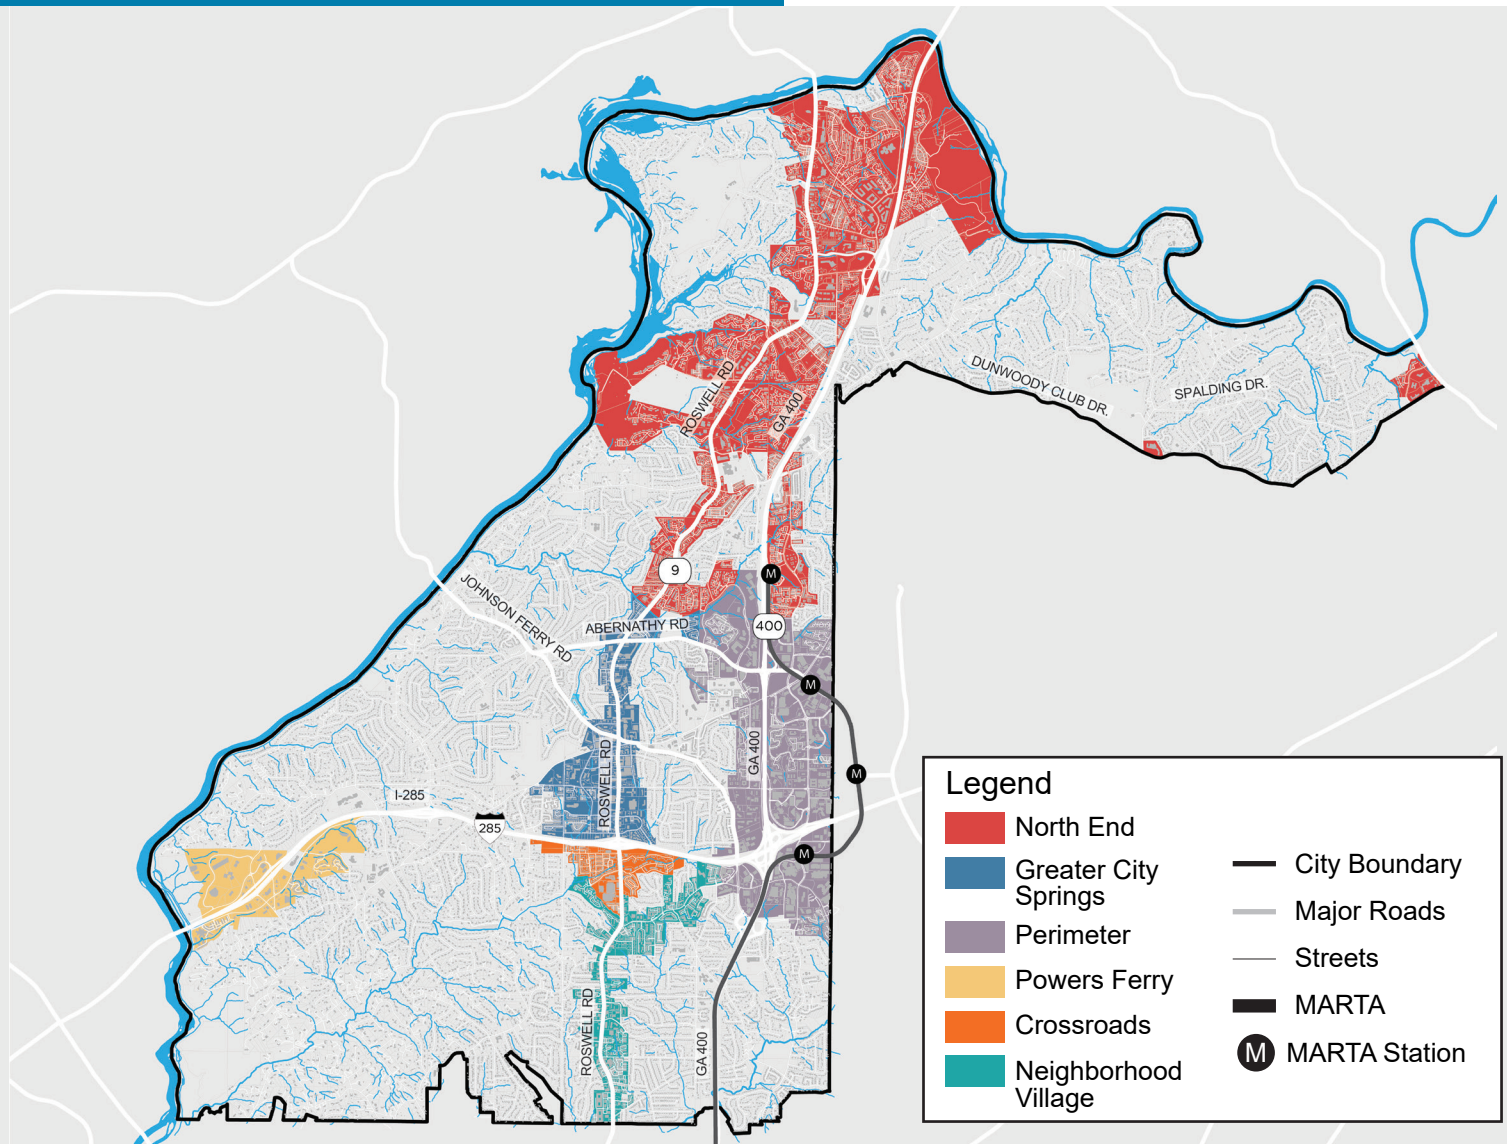 DUNWOODY CLUB DR.
SPALDING DR.
ROSWELL RD
GA 400
9
M
JOHNSON FERRY RD
ABERNATHY RD
400
M
ROSWELL RD
GA 400
M
I-285
285
M
ROSWELL RD
GA 400
Legend
North End
Greater City
Springs
Perimeter
Powers Ferry
Crossroads
Neighborhood
Village
City Boundary
Major Roads
Streets
MARTA
M MARTA Station